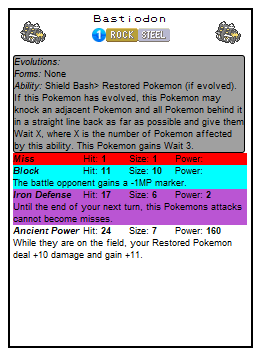 Bastiodon
1 ROCK STEEL
Evolutions:
Forms: None
Ability: Shield Bash> Restored Pokemon (if evolved).
If this Pokemon has evolved, this Pokemon may
knock an adjacent Pokemon and all Pokemon behind it
in a straight line back as far as possible and give them
Wait X, where X is the number of Pokemon affected
by this ability. This Pokemon gains Wait 3.
Miss Hit: 1 Size: 1 Power:
Block Hit: 11 Size: 10 Power:
The battle opponent gains a -1MP marker.
Iron Defense Hit: 17 Size: 6 Power: 2
Until the end of your next turn, this Pokemons attacks
cannot become misses.
Ancient Power Hit: 24 Size: 7 Power: 160
While they are on the field, your Restored Pokemon
deal +10 damage and gain +11.